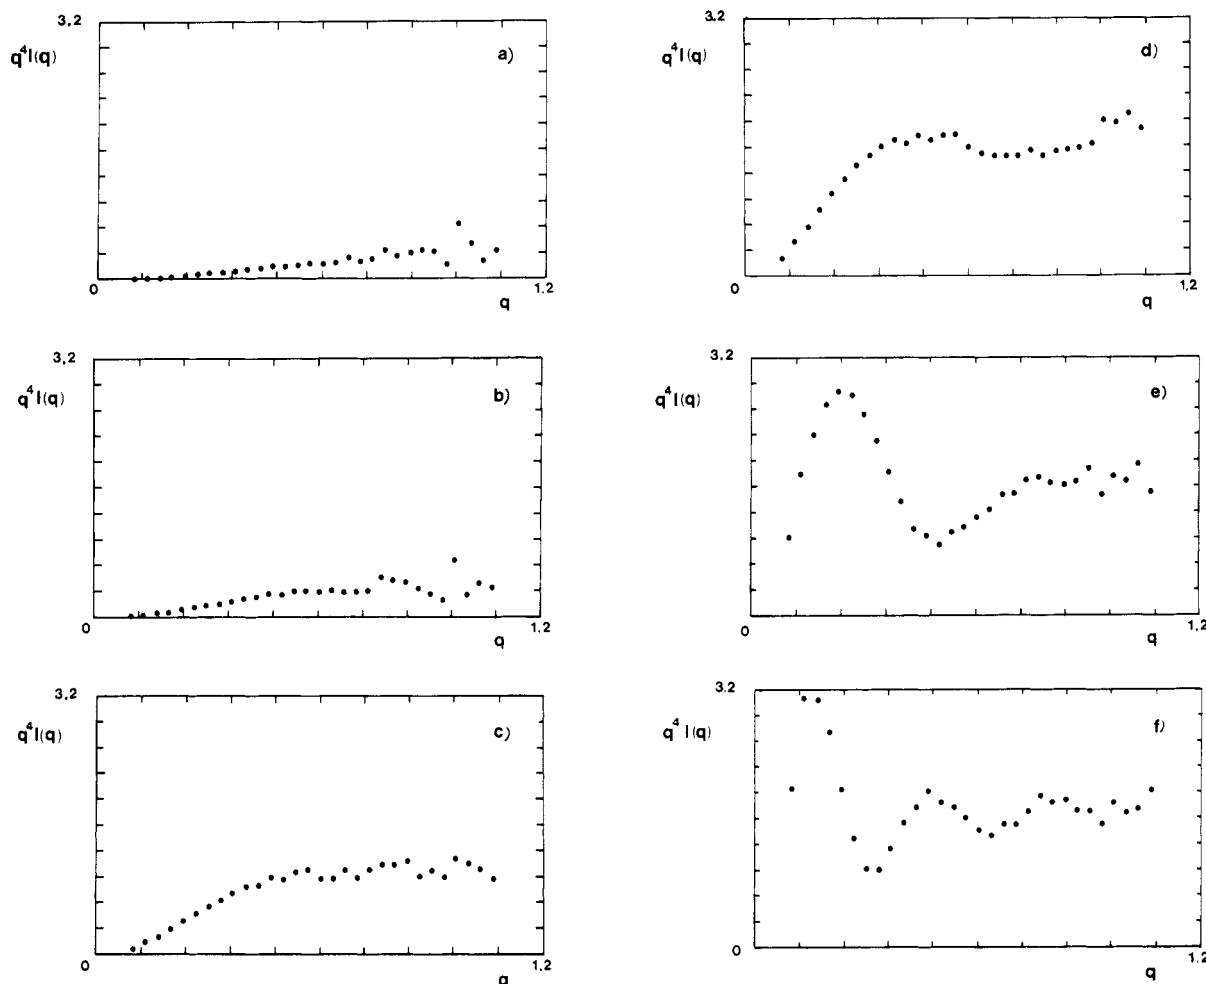 3,2
q⁴I(q)
a)
0
1,2
q
3,2
q⁴I(q)
b)
0
1,2
q
3,2
q⁴I(q)
c)
0
1,2
q
3,2
q⁴I(q)
d)
0
1,2
q
3,2
q⁴I(q)
e)
0
1,2
q
3,2
q⁴I(q)
f)
0
1,2
q